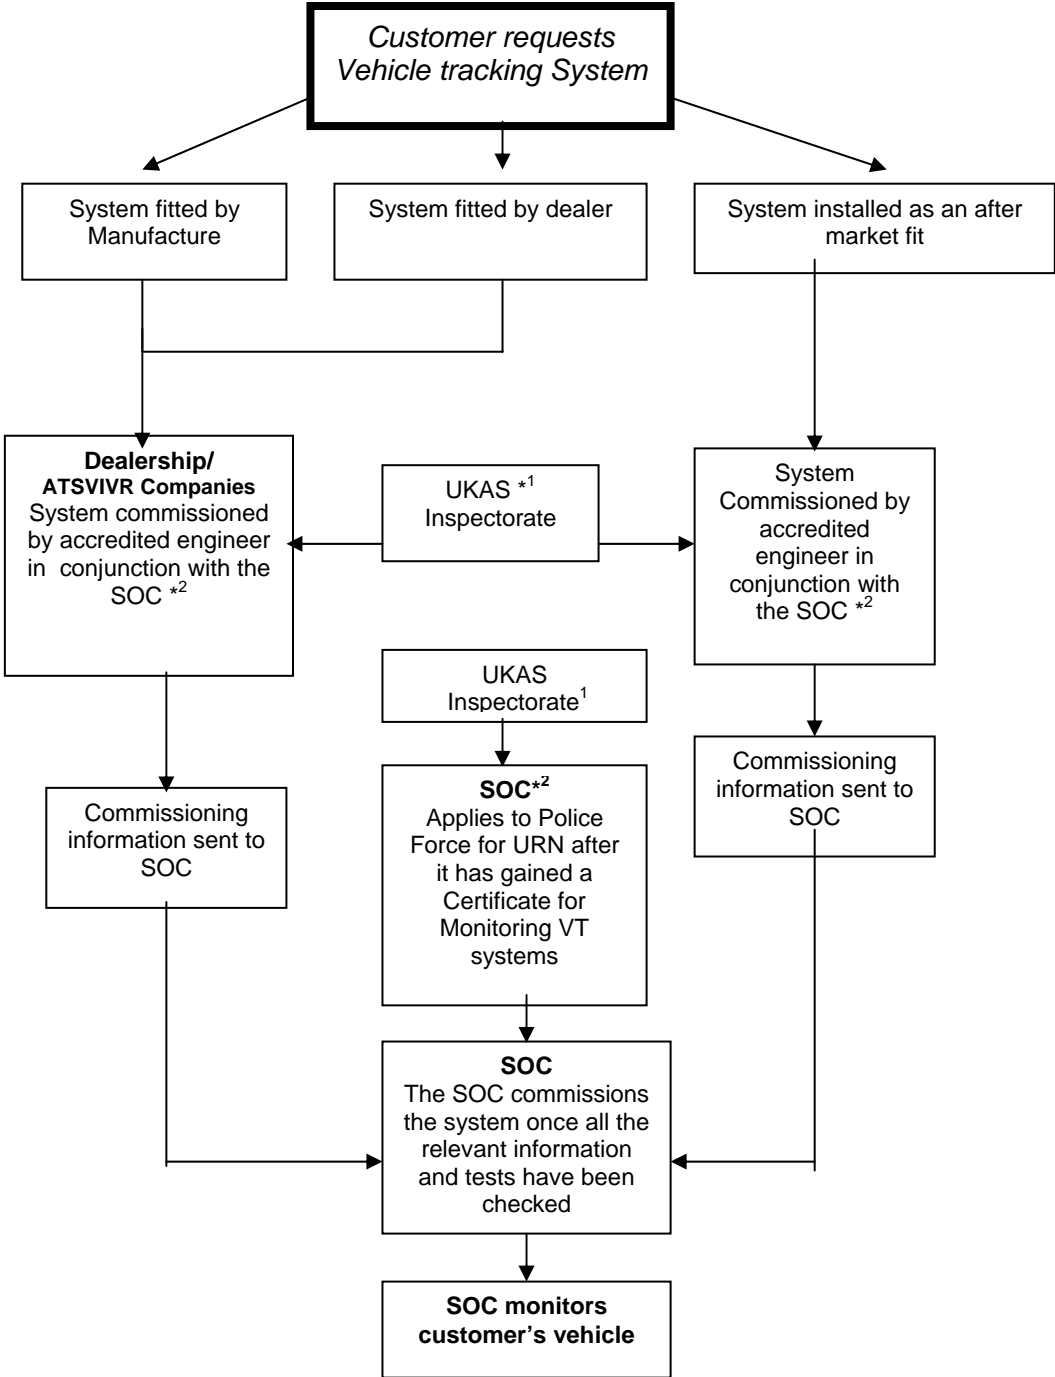 Customer requests
Vehicle tracking System
System fitted by
Manufacture
System fitted by dealer
System installed as an after
market fit
Dealership/
ATSVIVR Companies
System commissioned
by accredited engineer
in conjunction with the
SOC *2
UKAS *1
Inspectorate
System
Commissioned by
accredited
engineer in
conjunction with
the SOC *2
UKAS
Inspectorate1
Commissioning
information sent to
SOC
SOC*2
Applies to Police
Force for URN after
it has gained a
Certificate for
Monitoring VT
systems
Commissioning
information sent to
SOC
SOC
The SOC commissions
the system once all the
relevant information
and tests have been
checked
SOC monitors
customer’s vehicle